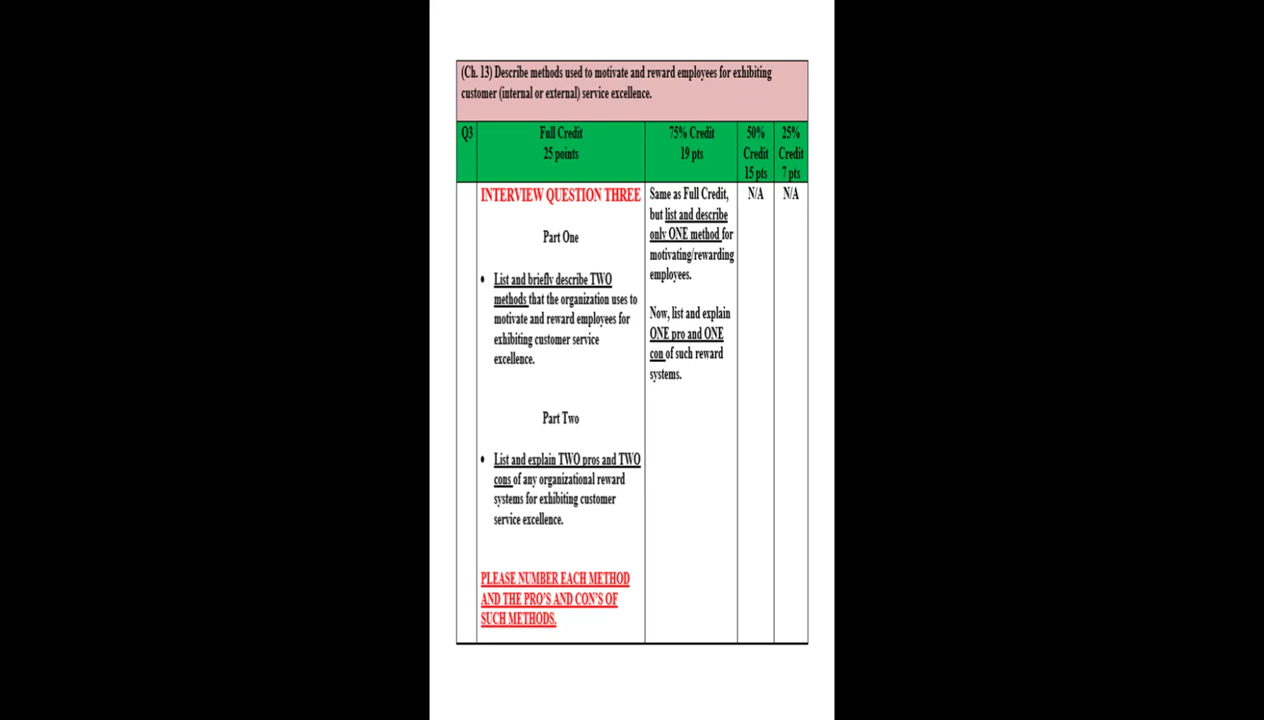 (Ch. 13) Describe methods used to motivate and reward employees for exhibiting
customer (internal or external) service excellence.
Q3
Full Credit
25 points
75% Credit
19 pts
50%
Credit
15 pts
25%
Credit
7 pts
INTERVIEW QUESTION THREE
Part One
• List and briefly describe TWO
methods that the organization uses to
motivate and reward employees for
exhibiting customer service
excellence.
Part Two
• List and explain TWO pros and TWO
cons of any organizational reward
systems for exhibiting customer
service excellence.
PLEASE NUMBER EACH METHOD
AND THE PRO'S AND CON'S OF
SUCH METHODS.
Same as Full Credit,
but list and describe
only ONE method for
motivating/rewarding
employees.
Now, list and explain
ONE pro and ONE
con of such reward
systems.
N/A
N/A